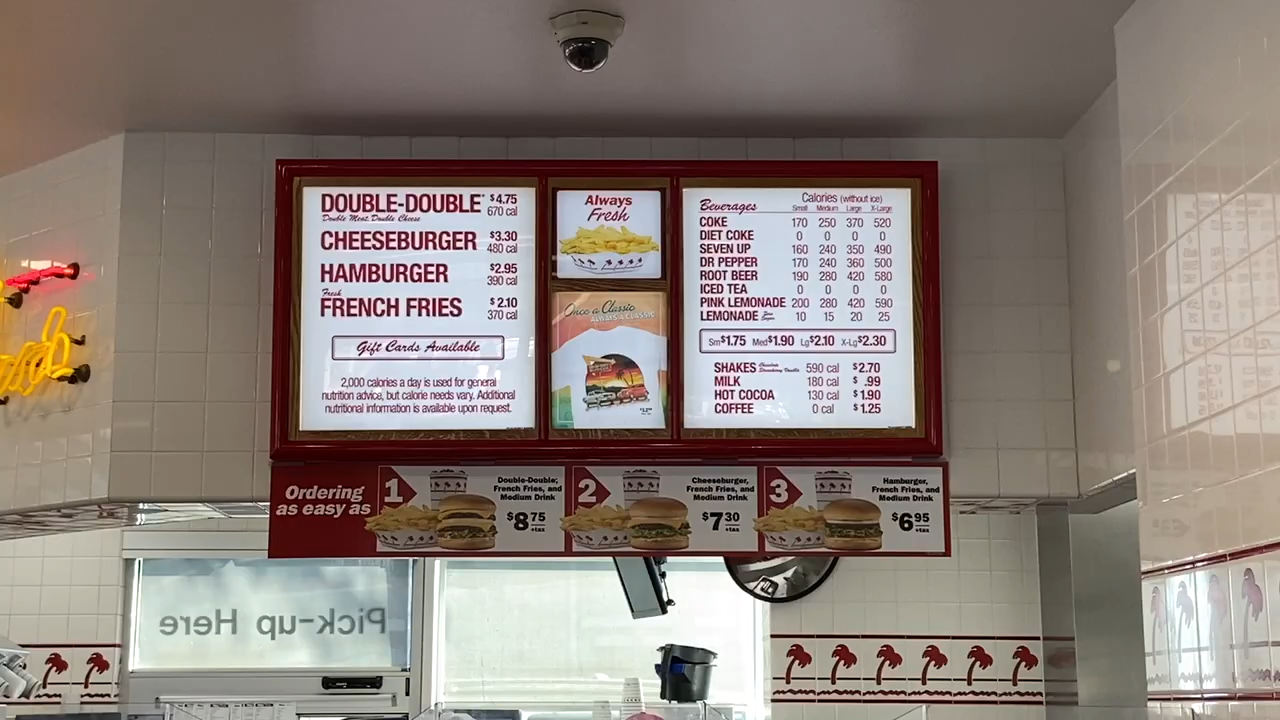 DOUBLE-DOUBLE® $4.75
Double Meat, Double Cheese 670 cal
CHEESEBURGER $3.30
480 cal
HAMBURGER $2.95
390 cal
Fresh
FRENCH FRIES $2.10
370 cal
Gift Cards Available
2,000 calories a day is used for general
nutrition advice, but calorie needs vary. Additional
nutritional information is available upon request.
Always
Fresh
Once a Classic
ALWAYS A CLASSIC
Calories (without ice)
Beverages Small Medium Large X-Large
COKE 170 250 370 520
DIET COKE 0 0 0 0
SEVEN UP 160 240 350 490
DR PEPPER 170 240 360 500
ROOT BEER 190 280 420 580
ICED TEA 0 0 0 0
PINK LEMONADE 200 280 420 590
LEMONADE 10 15 20 25
Sm $1.75 Med $1.90 Lg $2.10 X-Lg $2.30
SHAKES Chocolate Strawberry Vanilla 590 cal $2.70
MILK 180 cal $ .99
HOT COCOA 130 cal $1.90
COFFEE 0 cal $1.25
Ordering
as easy as
1
Double-Double,
French Fries, and
Medium Drink
$8.75
+tax
2
Cheeseburger,
French Fries, and
Medium Drink
$7.30
+tax
3
Hamburger,
French Fries, and
Medium Drink
$6.95
+tax
Pick-up Here